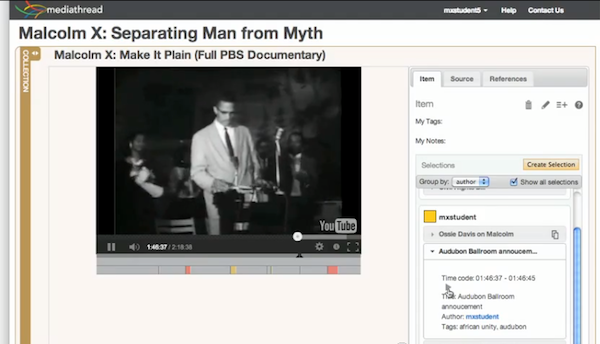 mediathread
mxstudent5 Help Contact Us
Malcolm X: Separating Man from Myth
COLLECTION
Malcolm X: Make It Plain (Full PBS Documentary)
Item Source References
Item
My Tags:
My Notes:
Selections Create Selection
Group by: author Show all selections
mxstudent
Ossie Davis on Malcolm
Audubon Ballroom annoucem...
Time code: 01:46:37 - 01:46:45
Title: Audubon Ballroom
annoucement
Author: mxstudent
Tags: african unity, audubon
YouTube
1:46:37 / 2:18:38